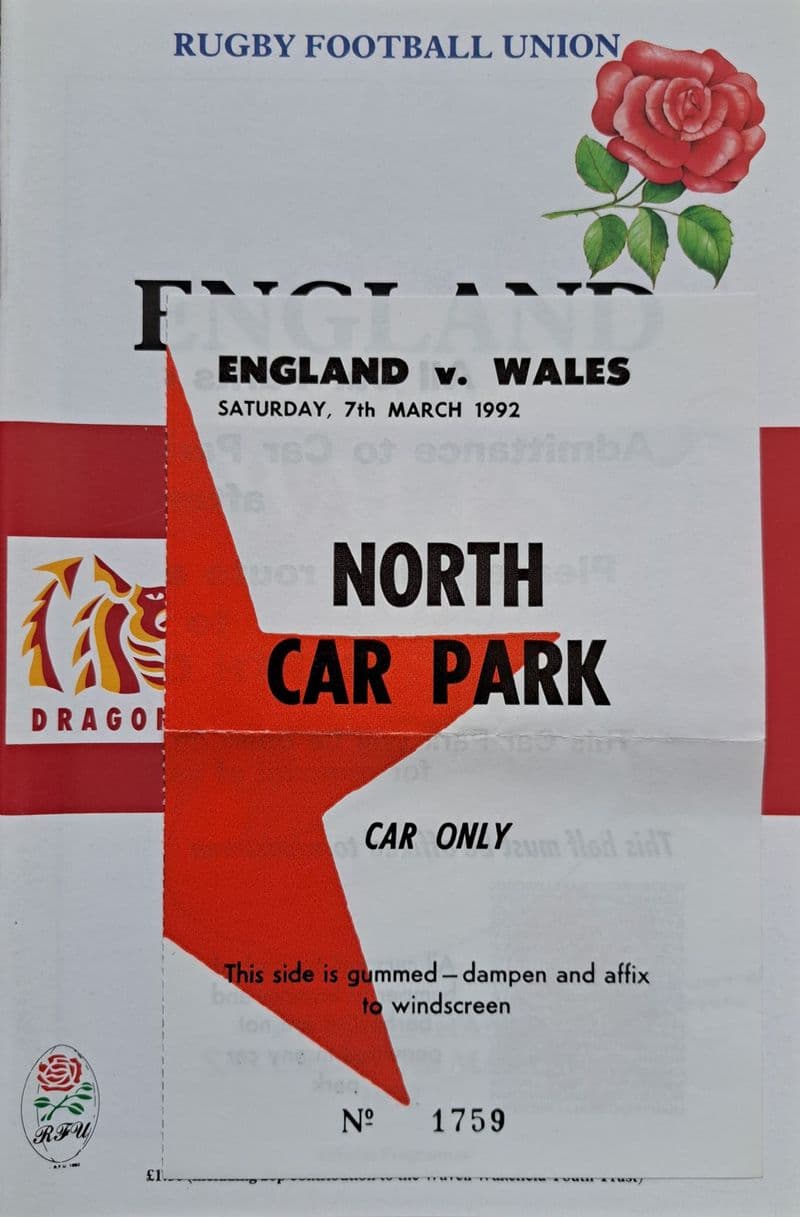 RUGBY FOOTBALL UNION
ENGLAND
ENGLAND v. WALES
SATURDAY, 7th MARCH 1992
NORTH
CAR PARK
DRAGON
CAR ONLY
This side is gummed – dampen and affix
to windscreen
Nº 1759
RFU